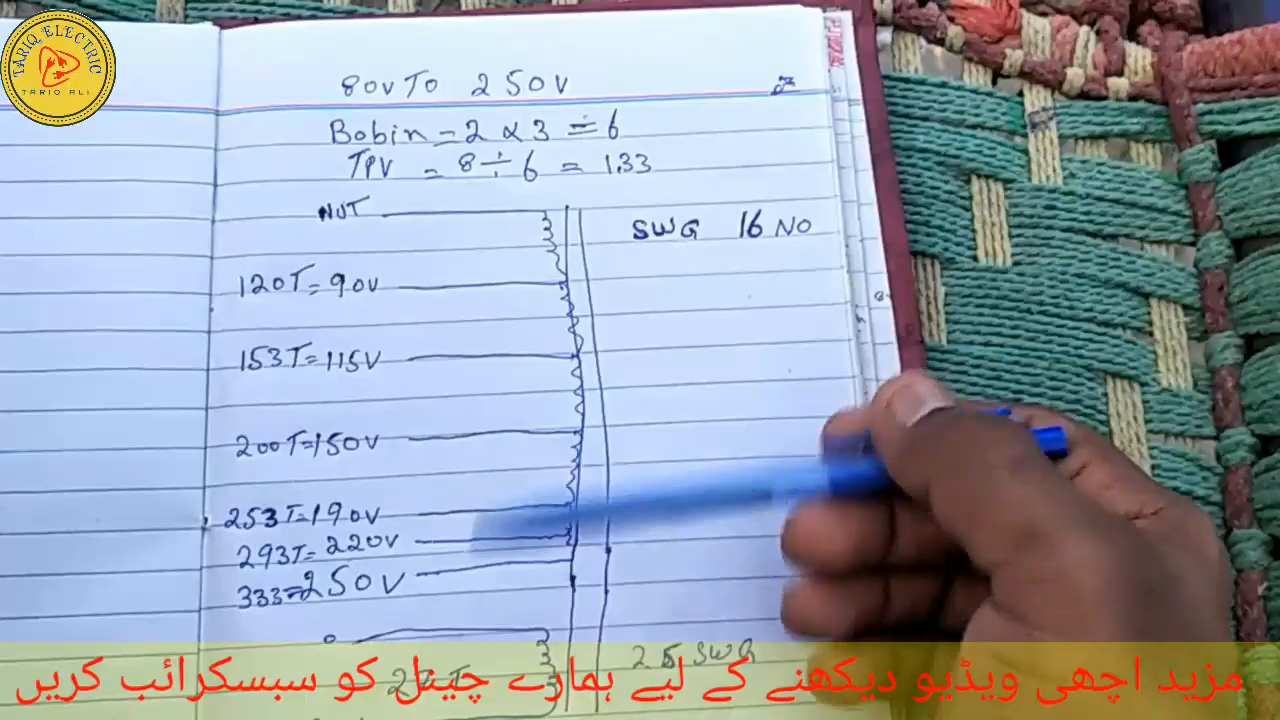 TARIQ ELECTRIC
TARIQ ALI
80V TO 250V
Bobin = 2 x 3 = 6
TPV = 8 ÷ 6 = 1.33
NUT
SWG 16 NO
120T = 90V
153T = 115V
200T = 150V
253T = 190V
293T = 220V
333 = 250V
SWG
مزید اچھی ویڈیو دیکھنے کے لیے ہمارے چینل کو سبسکرائب کریں